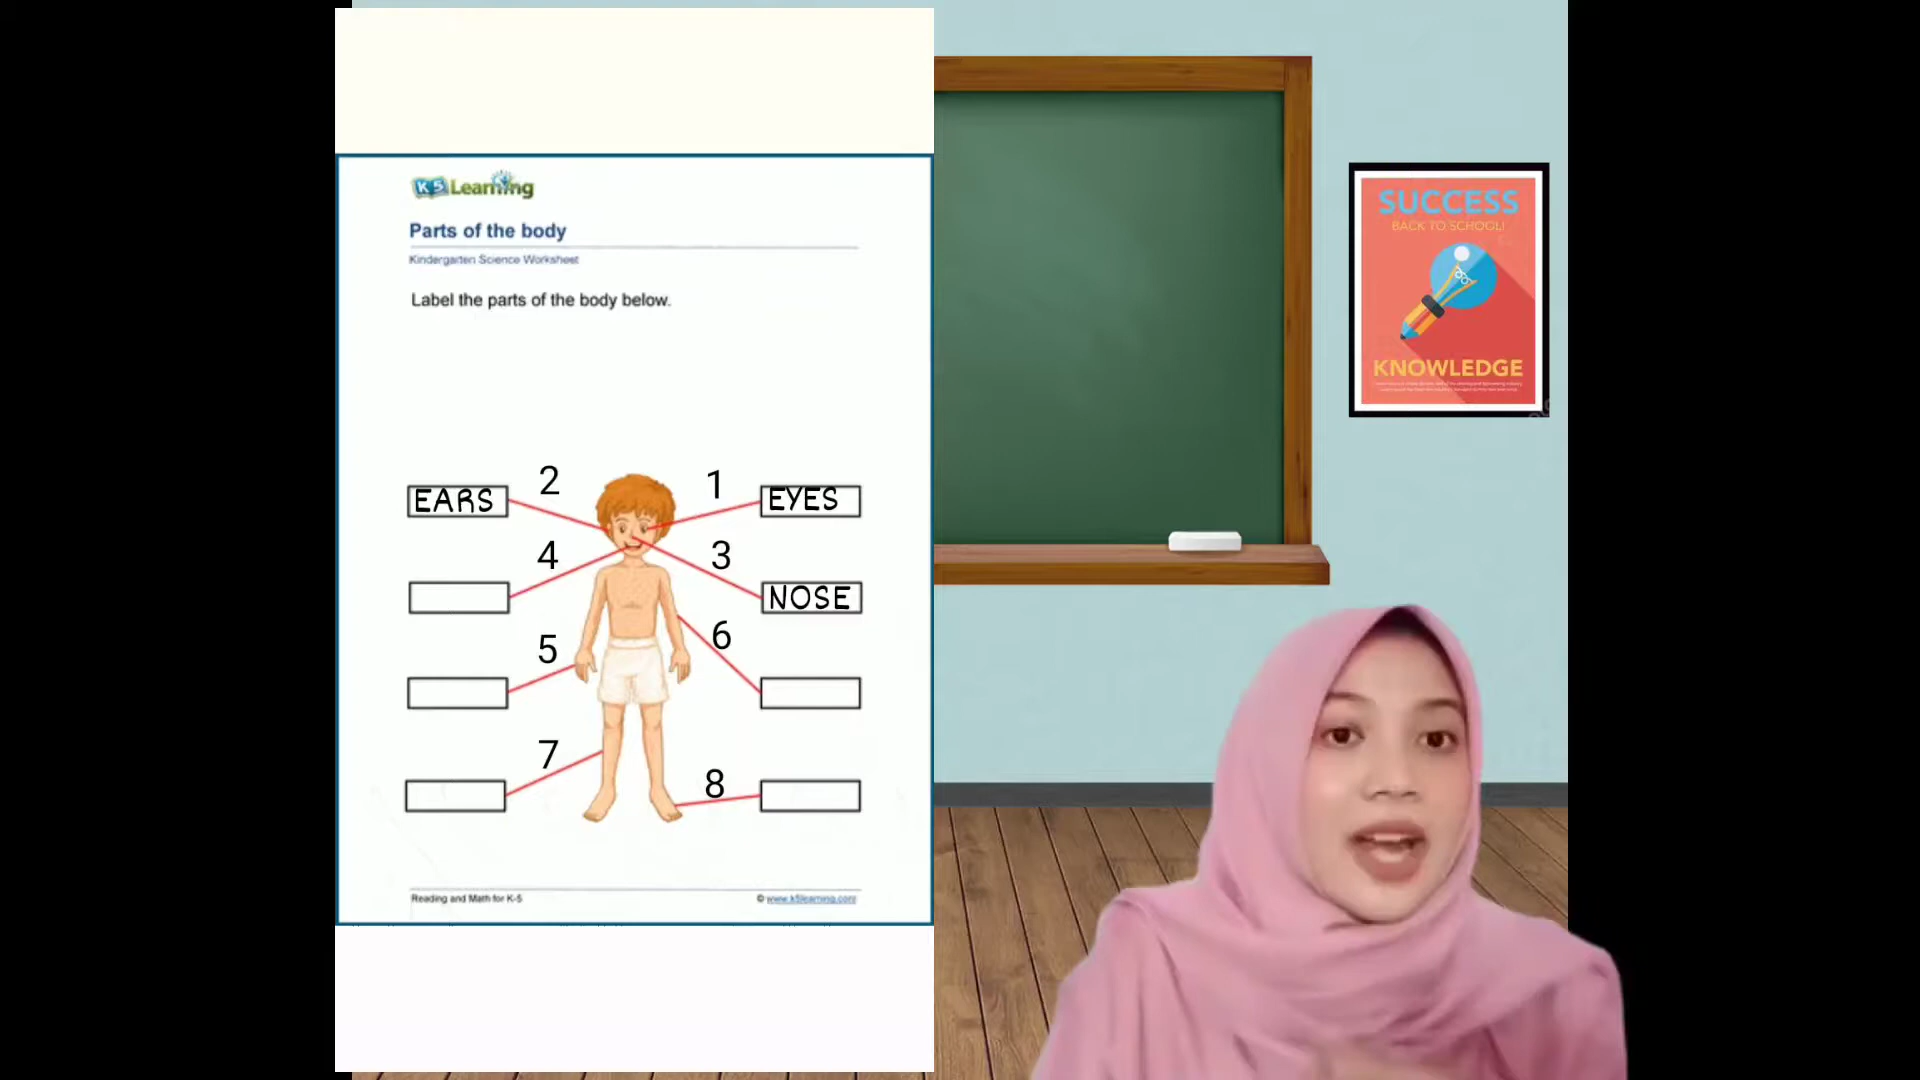 K5 Learning
Parts of the body
Kindergarten Science Worksheet
Label the parts of the body below.
2
1
EARS
EYES
4
3
NOSE
5
6
7
8
Reading and Math for K-5
© www.k5learning.com
SUCCESS
BACK TO SCHOOL!
KNOWLEDGE